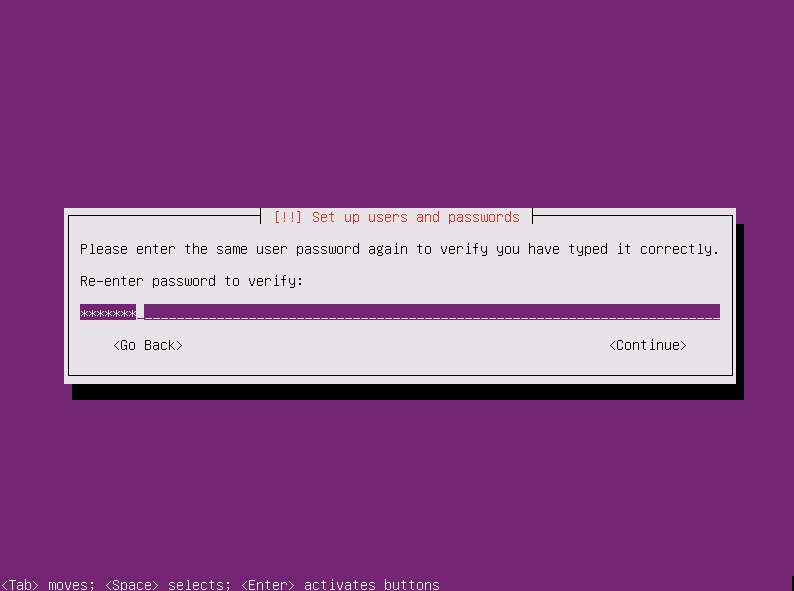 [!!] Set up users and passwords
Please enter the same user password again to verify you have typed it correctly.
Re-enter password to verify:
*******
<Go Back> <Continue>
<Tab> moves; <Space> selects; <Enter> activates buttons